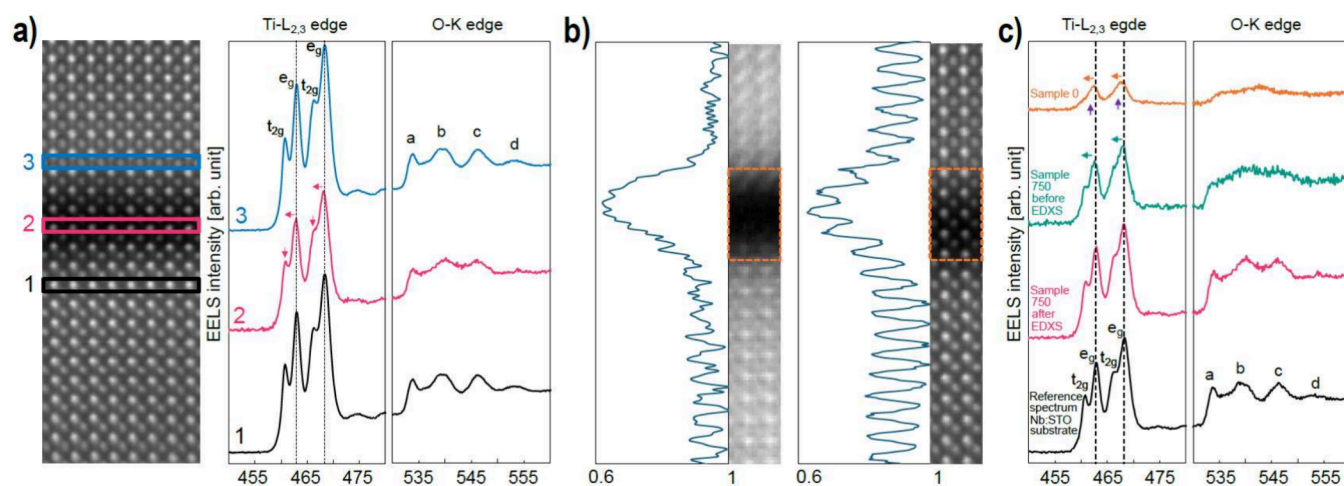 a)
3
2
1
Ti-L2,3 edge
O-K edge
EELS intensity [arb. unit]
t2g
eg
t2g
eg
a
b
c
d
3
2
1
455
465
475
535
545
555
b)
0.6
1
0.6
1
c)
Ti-L2,3 egde
O-K edge
EELS intensity [arb. unit]
Sample 0
Sample
750
before
EDXS
Sample
750
after
EDXS
Reference
spectrum
Nb:STO
substrate
t2g
eg
t2g
eg
a
b
c
d
455
465
475
535
545
555